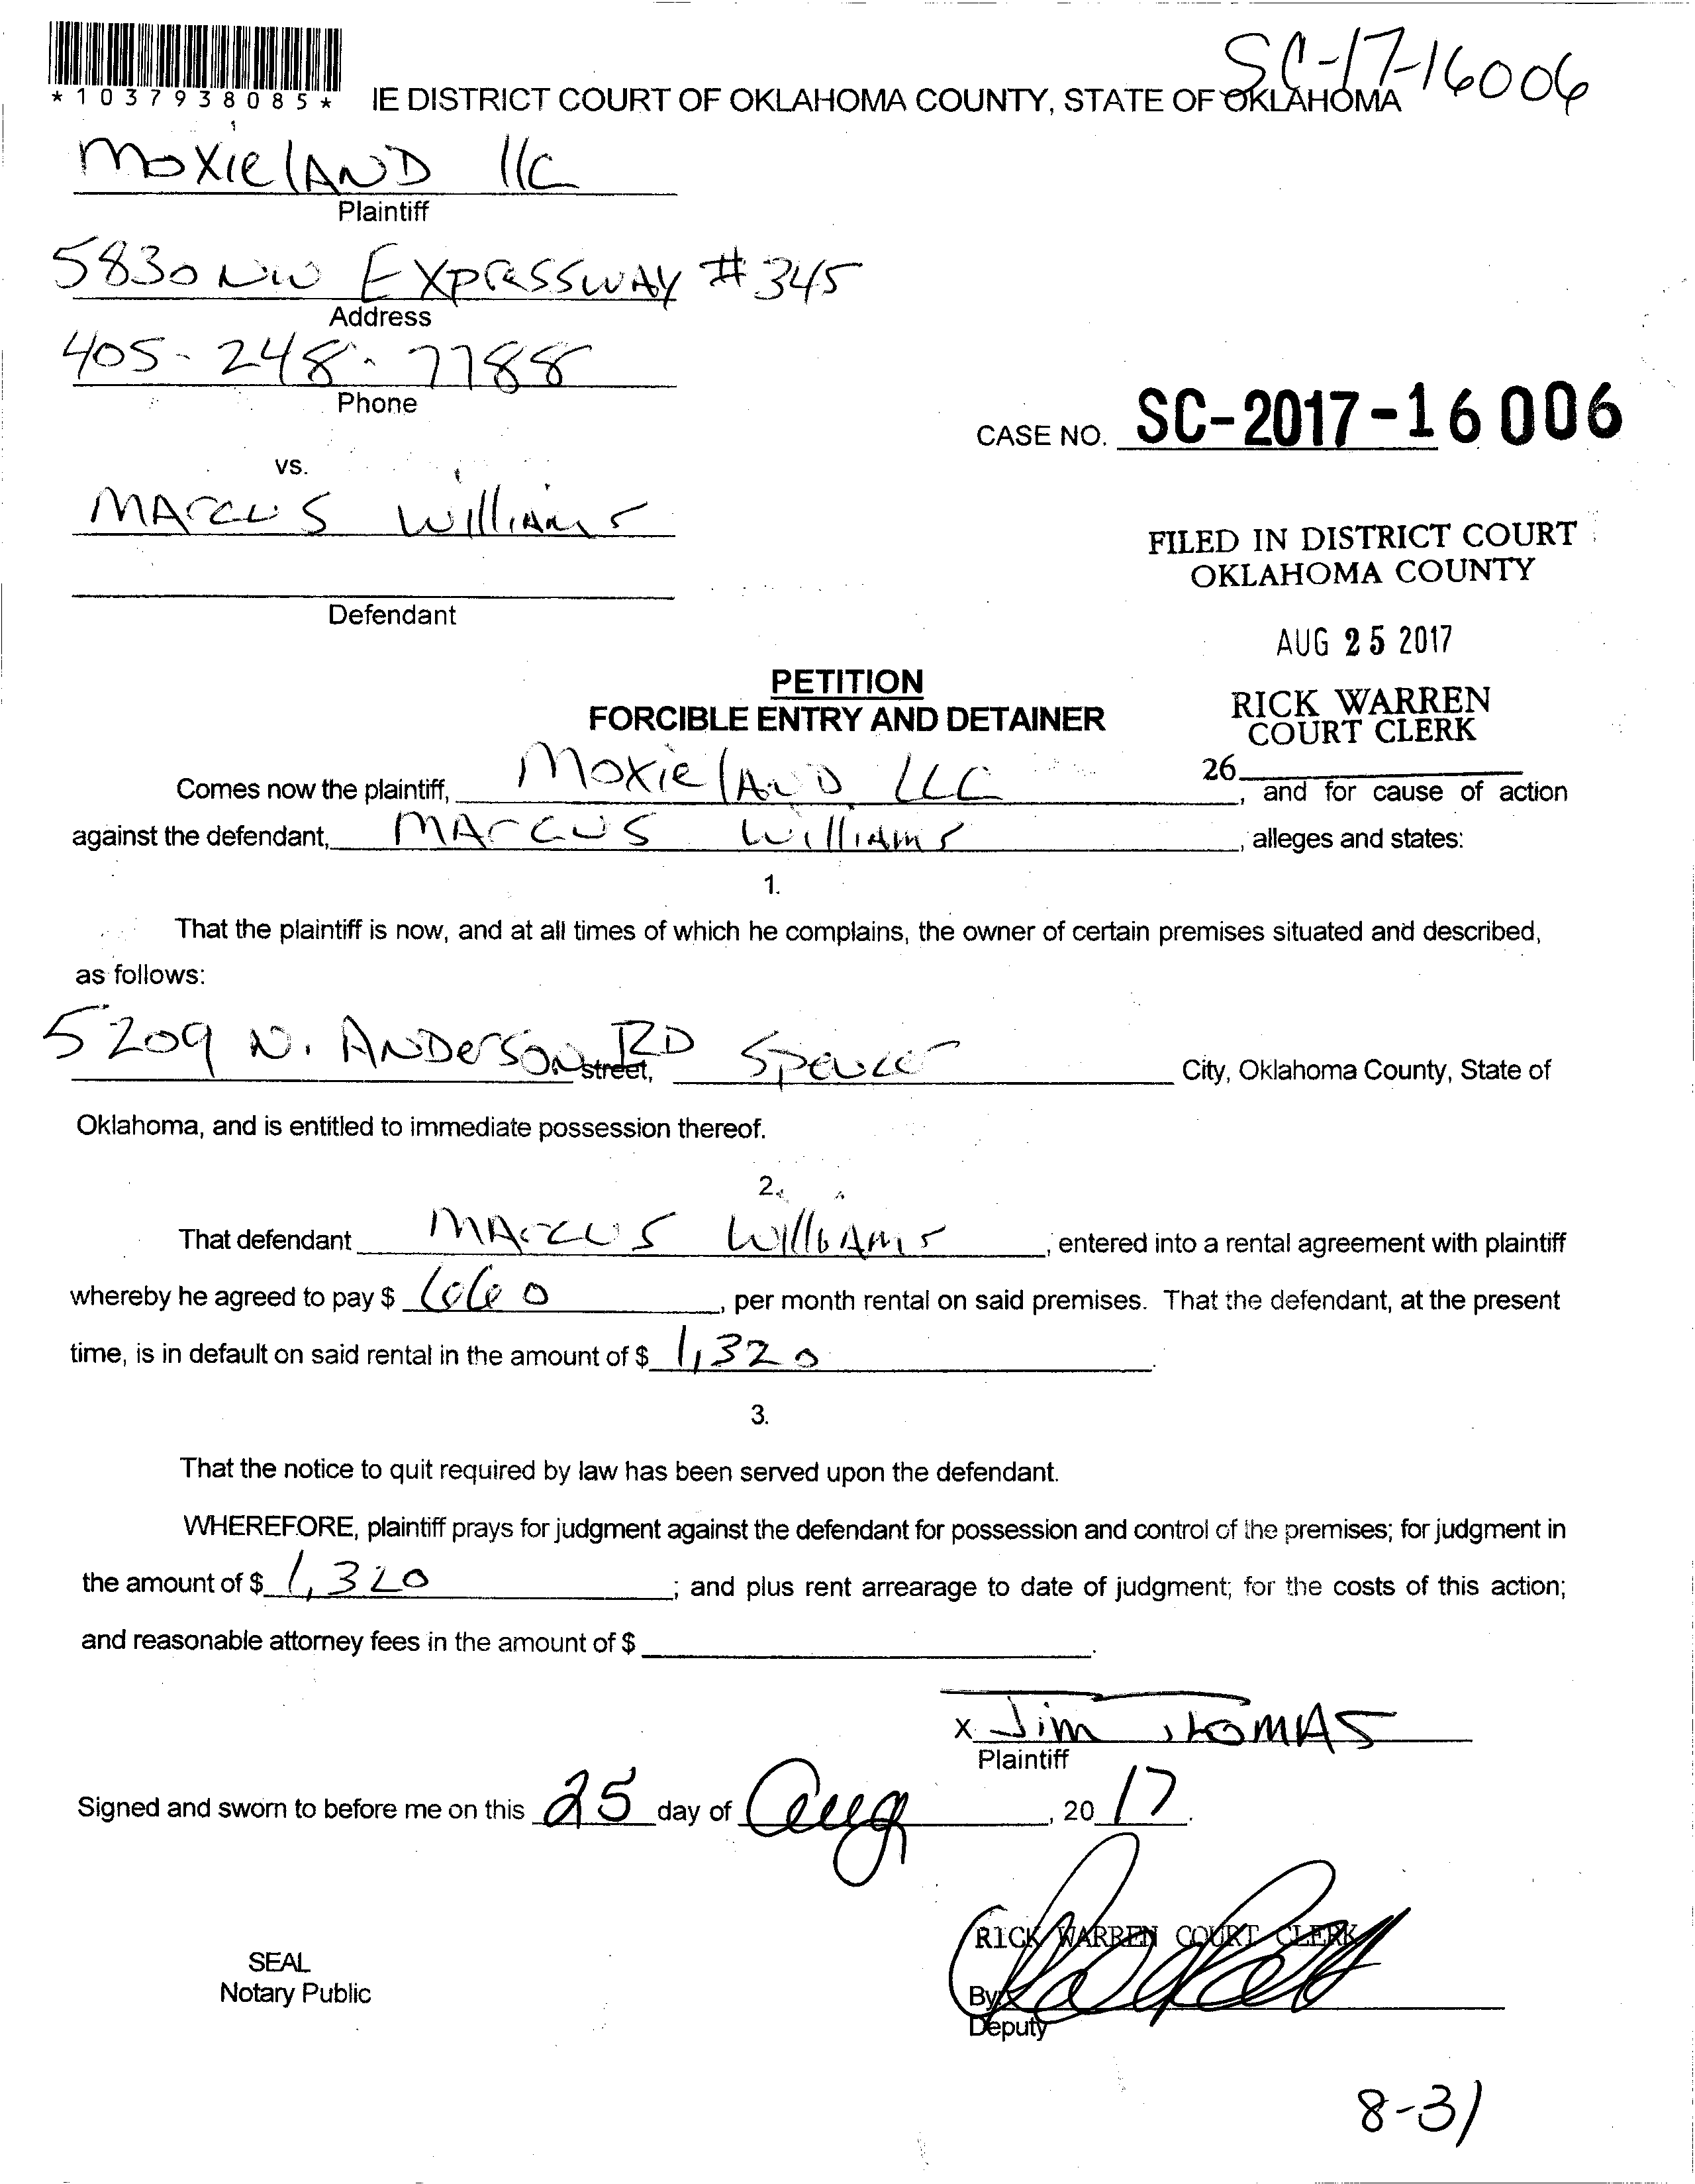 SC-17-16006
*1037938085*
IE DISTRICT COURT OF OKLAHOMA COUNTY, STATE OF OKLAHOMA
MoxielAND llc
Plaintiff
5830 NW EXPRESSWAY #345
Address
405-248-7788
Phone
CASE NO. SC-2017-16006
vs.
MArcus WilliAms
FILED IN DISTRICT COURT
OKLAHOMA COUNTY
Defendant
AUG 25 2017
PETITION
FORCIBLE ENTRY AND DETAINER
RICK WARREN
COURT CLERK
26
Comes now the plaintiff, MoxielAND LLC, and for cause of action
against the defendant, MArcus WilliAms, alleges and states:
1.
That the plaintiff is now, and at all times of which he complains, the owner of certain premises situated and described,
as follows:
5209 N. ANDersoN RD street, Spencer City, Oklahoma County, State of
Oklahoma, and is entitled to immediate possession thereof.
2.
That defendant MArcus WilliAms, entered into a rental agreement with plaintiff
whereby he agreed to pay $ 660, per month rental on said premises. That the defendant, at the present
time, is in default on said rental in the amount of $ 1,320.
3.
That the notice to quit required by law has been served upon the defendant.
WHEREFORE, plaintiff prays for judgment against the defendant for possession and control of the premises; for judgment in
the amount of $ 1,320; and plus rent arrearage to date of judgment; for the costs of this action;
and reasonable attorney fees in the amount of $ .
x Jim thomAS
Plaintiff
Signed and sworn to before me on this 25 day of Aug, 20 17.
RICK WARREN COURT CLERK
SEAL
Notary Public
By:
Deputy
8-31